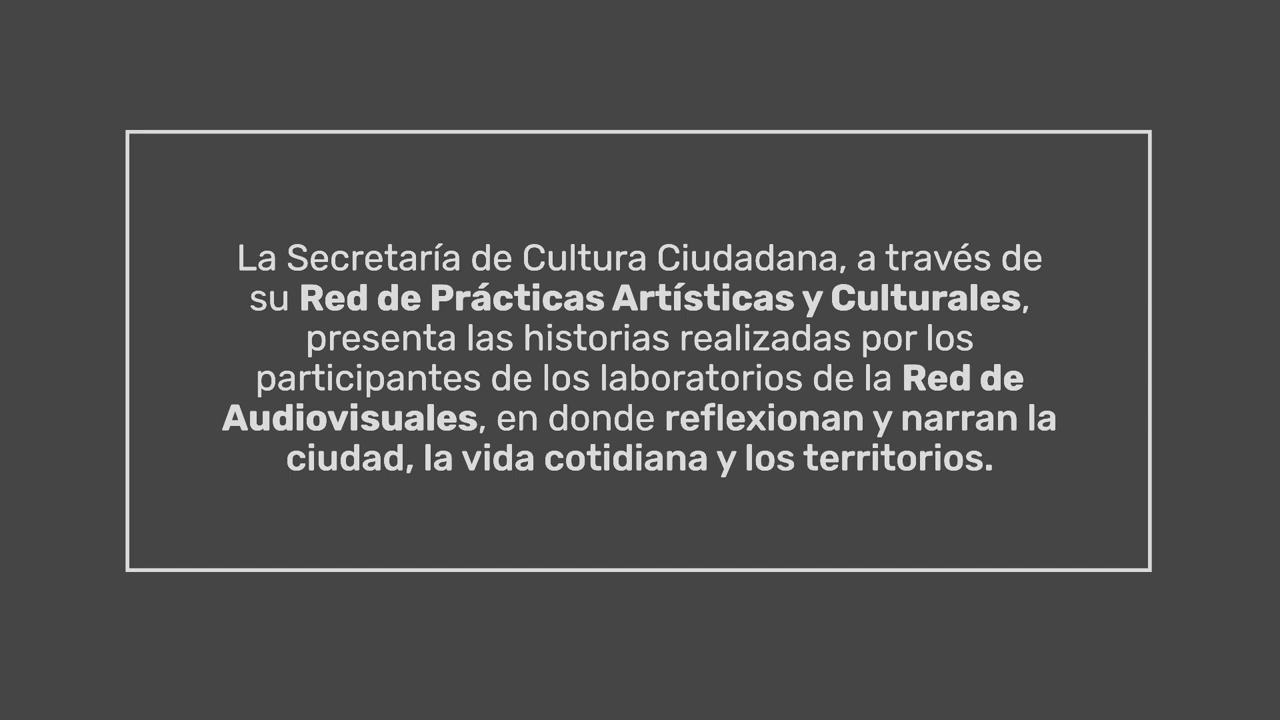 La Secretaría de Cultura Ciudadana, a través de
su Red de Prácticas Artísticas y Culturales,
presenta las historias realizadas por los
participantes de los laboratorios de la Red de
Audiovisuales, en donde reflexionan y narran la
ciudad, la vida cotidiana y los territorios.